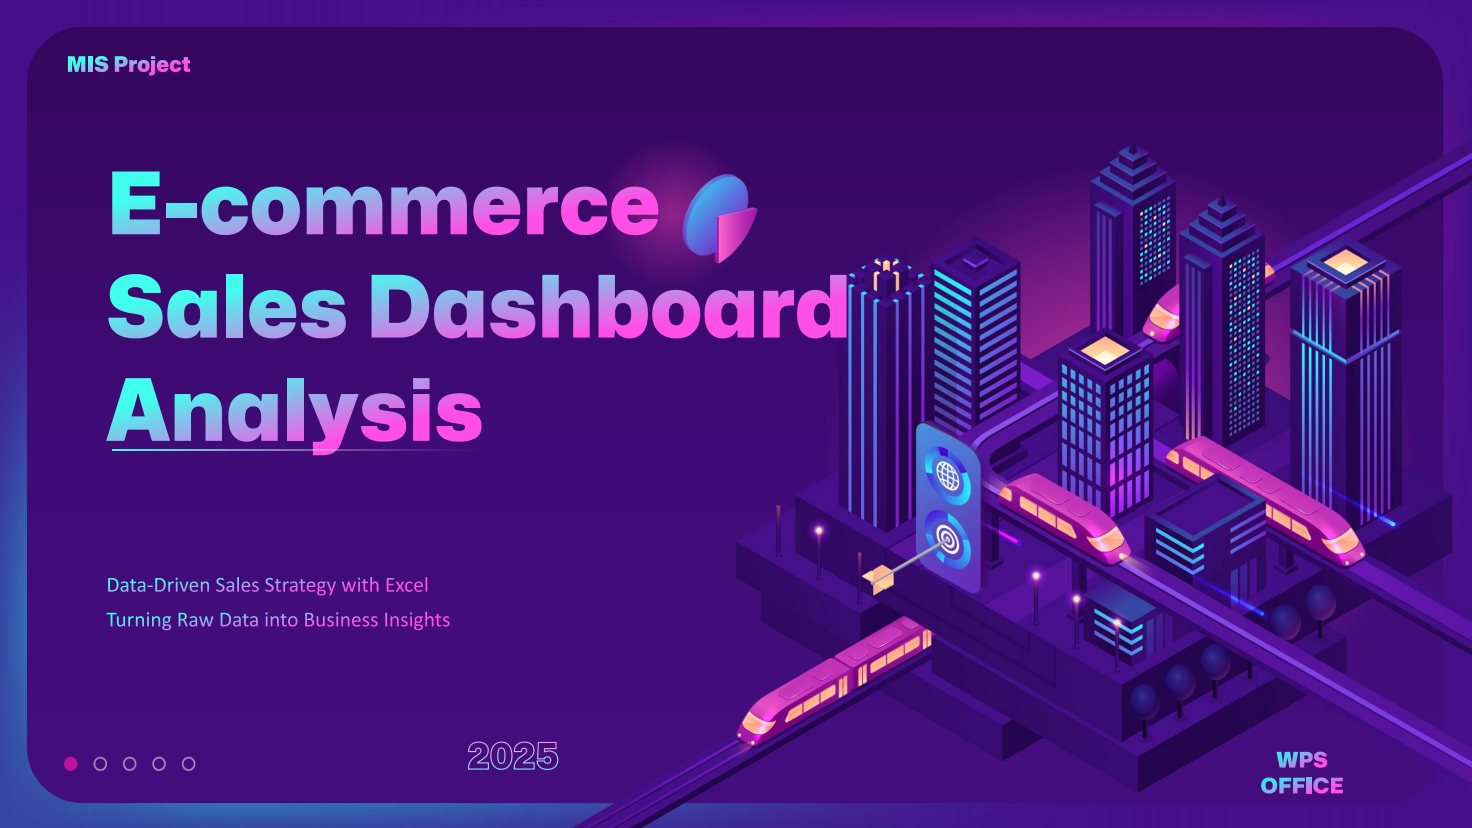 MIS Project
E-commerce
Sales Dashboard
Analysis
Data-Driven Sales Strategy with Excel
Turning Raw Data into Business Insights
2025
WPS
OFFICE